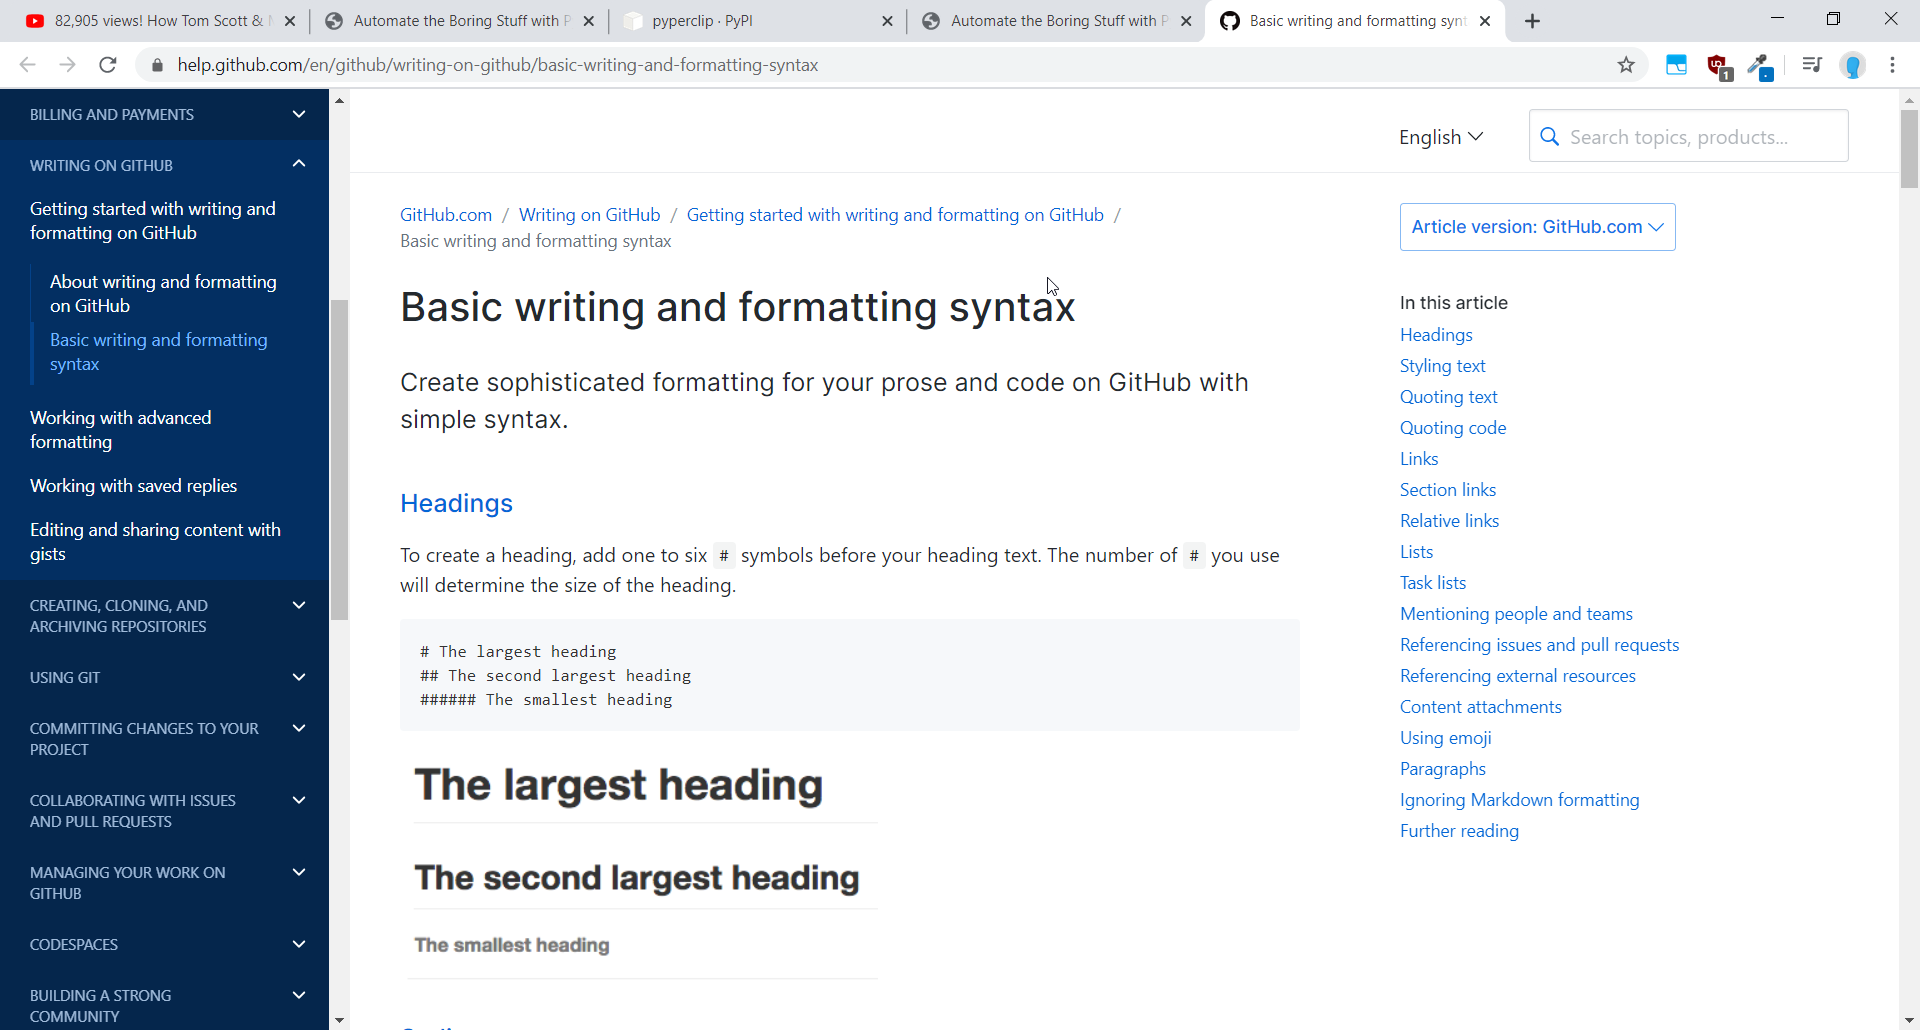 82,905 views! How Tom Scott &
Automate the Boring Stuff with P
pyperclip · PyPI
Automate the Boring Stuff with P
Basic writing and formatting synt
help.github.com/en/github/writing-on-github/basic-writing-and-formatting-syntax
1
BILLING AND PAYMENTS
WRITING ON GITHUB
Getting started with writing and
formatting on GitHub
About writing and formatting
on GitHub
Basic writing and formatting
syntax
Working with advanced
formatting
Working with saved replies
Editing and sharing content with
gists
CREATING, CLONING, AND
ARCHIVING REPOSITORIES
USING GIT
COMMITTING CHANGES TO YOUR
PROJECT
COLLABORATING WITH ISSUES
AND PULL REQUESTS
MANAGING YOUR WORK ON
GITHUB
CODESPACES
BUILDING A STRONG
COMMUNITY
English
Search topics, products...
GitHub.com / Writing on GitHub / Getting started with writing and formatting on GitHub /
Basic writing and formatting syntax
Basic writing and formatting syntax
Create sophisticated formatting for your prose and code on GitHub with
simple syntax.
Headings
To create a heading, add one to six # symbols before your heading text. The number of # you use
will determine the size of the heading.
# The largest heading
## The second largest heading
###### The smallest heading
The largest heading
The second largest heading
The smallest heading
Article version: GitHub.com
In this article
Headings
Styling text
Quoting text
Quoting code
Links
Section links
Relative links
Lists
Task lists
Mentioning people and teams
Referencing issues and pull requests
Referencing external resources
Content attachments
Using emoji
Paragraphs
Ignoring Markdown formatting
Further reading